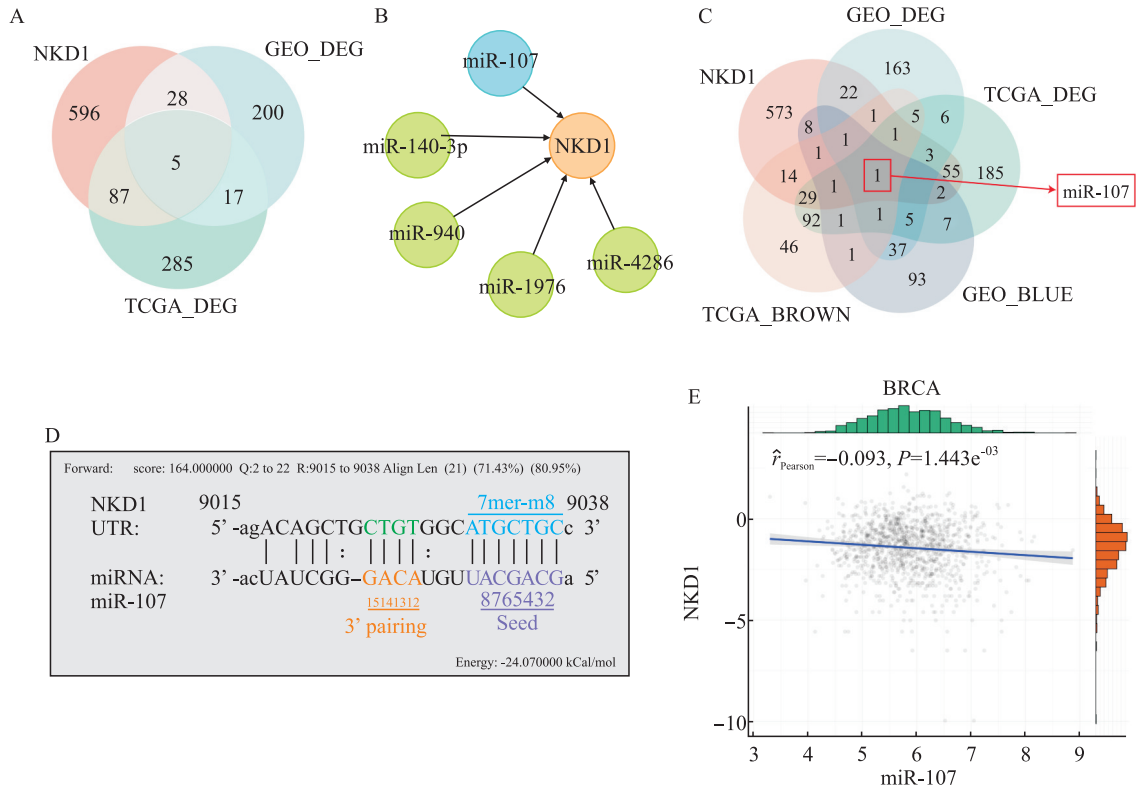 A
NKD1
GEO_DEG
596
28
200
5
87
17
285
TCGA_DEG
B
miR-107
miR-140-3p
NKD1
miR-940
miR-1976
miR-4286
C
GEO_DEG
NKD1
TCGA_DEG
163
22
573
1
5
6
8
1
1
3
1
14
1
1
55
185
miR-107
29
2
92
1
1
5
7
46
1
37
93
GEO_BLUE
TCGA_BROWN
D
Forward: score: 164.000000 Q:2 to 22 R:9015 to 9038 Align Len (21) (71.43%) (80.95%)
NKD1 9015 7mer-m8 9038
UTR: 5' -agACAGCTGCTGTGGCATGCTGCc 3'
| | | | : | | | | : | | | | | | |
miRNA: 3' -acUAUCGG–GACAUGUUACGACGa 5'
miR-107 15141312 8765432
3' pairing Seed
Energy: -24.070000 kCal/mol
E
BRCA
r̂Pearson=−0.093, P=1.443e-03
NKD1
0
−5
−10
3 4 5 6 7 8 9
miR-107